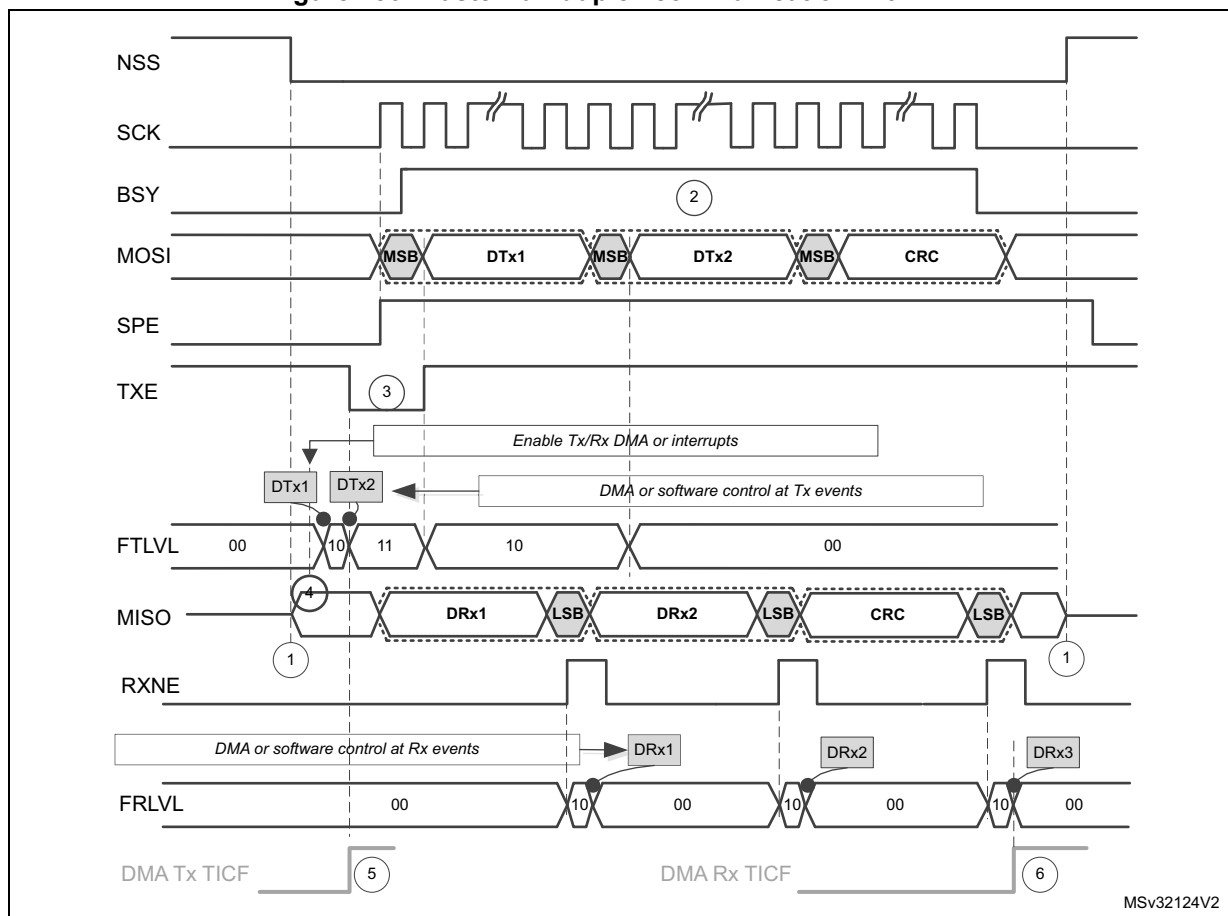 NSS
SCK
BSY
2
MOSI
MSB DTx1 MSB DTx2 MSB CRC
SPE
TXE
3
Enable Tx/Rx DMA or interrupts
DTx1 DTx2
DMA or software control at Tx events
FTLVL 00 10 11 10 00
4
MISO DRx1 LSB DRx2 LSB CRC LSB
1 1
RXNE
DMA or software control at Rx events DRx1 DRx2 DRx3
FRLVL 00 10 00 10 00 10 00
DMA Tx TICF 5 DMA Rx TICF 6
MSv32124V2